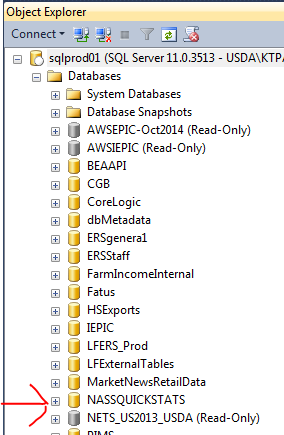 Object Explorer
Connect
sqlprod01 (SQL Server 11.0.3513 - USDA\KTPA
Databases
System Databases
Database Snapshots
AWSEPIC-Oct2014 (Read-Only)
AWSIEPIC (Read-Only)
BEAAPI
CGB
CoreLogic
dbMetadata
ERSgenera1
ERSStaff
FarmIncomeInternal
Fatus
HSExports
IEPIC
LFERS_Prod
LFExternalTables
MarketNewsRetailData
NASSQUICKSTATS
NETS_US2013_USDA (Read-Only)